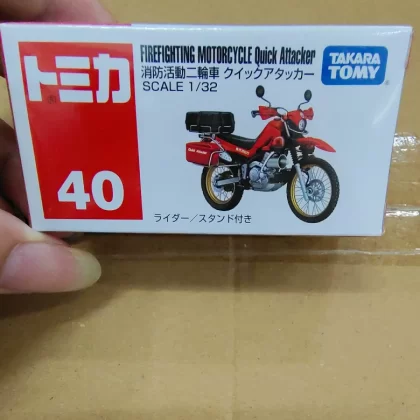 トミカ
40
FIREFIGHTING MOTORCYCLE Quick Attacker
消防活動二輪車 クイックアタッカー
SCALE 1/32
TAKARA
TOMY
ライダー/スタンド付き